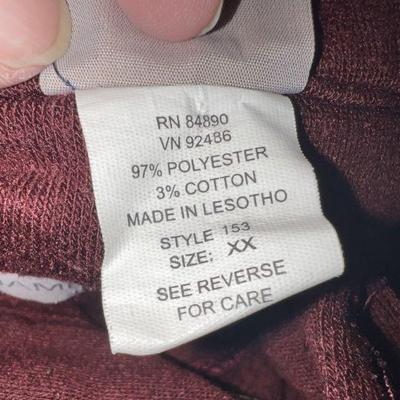 RN 84890
VN 92486
97% POLYESTER
3% COTTON
MADE IN LESOTHO
STYLE 153
SIZE: XX
SEE REVERSE
FOR CARE